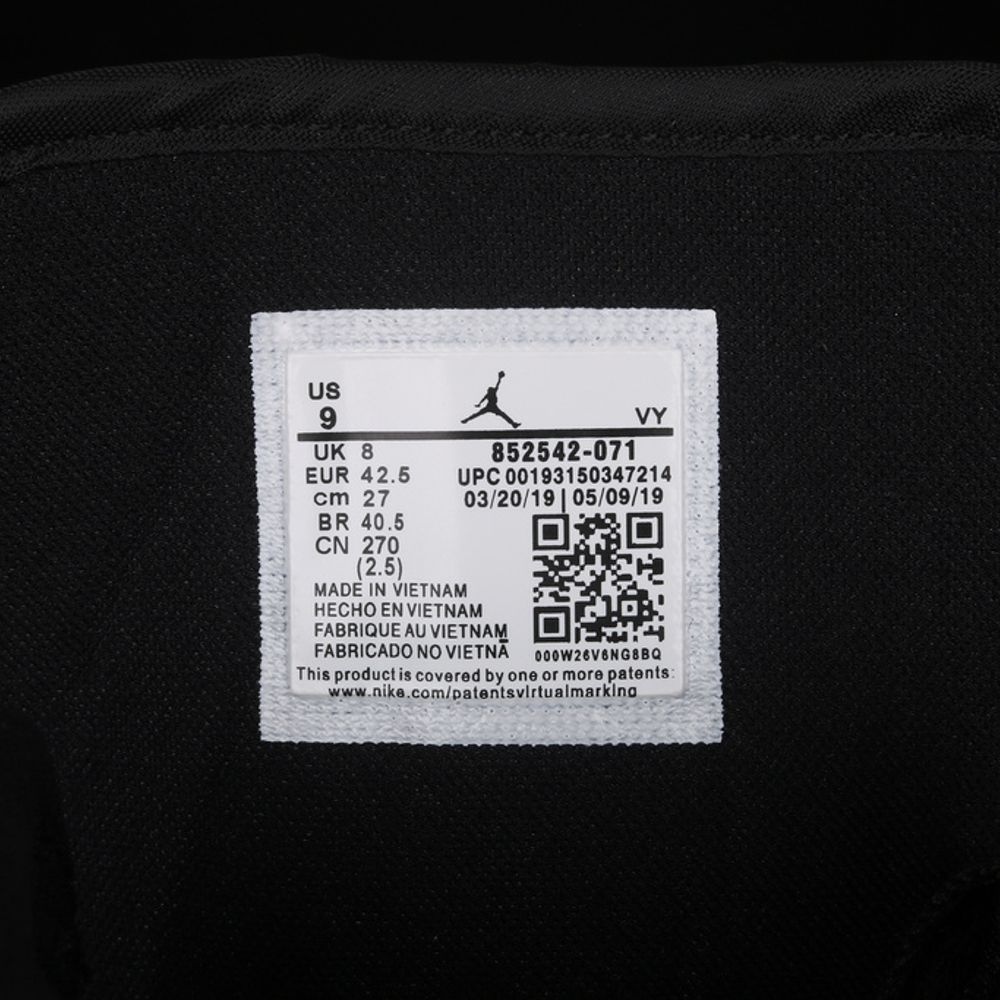 US
9
VY
UK 8
852542-071
EUR 42.5
UPC 00193150347214
cm 27
03/20/19 | 05/09/19
BR 40.5
CN 270
(2.5)
MADE IN VIETNAM
HECHO EN VIETNAM
FABRIQUE AU VIETNAM
FABRICADO NO VIETNÃ
000W26V6NG8BQ
This product is covered by one or more patents:
www.nike.com/patentsvirtualmarking